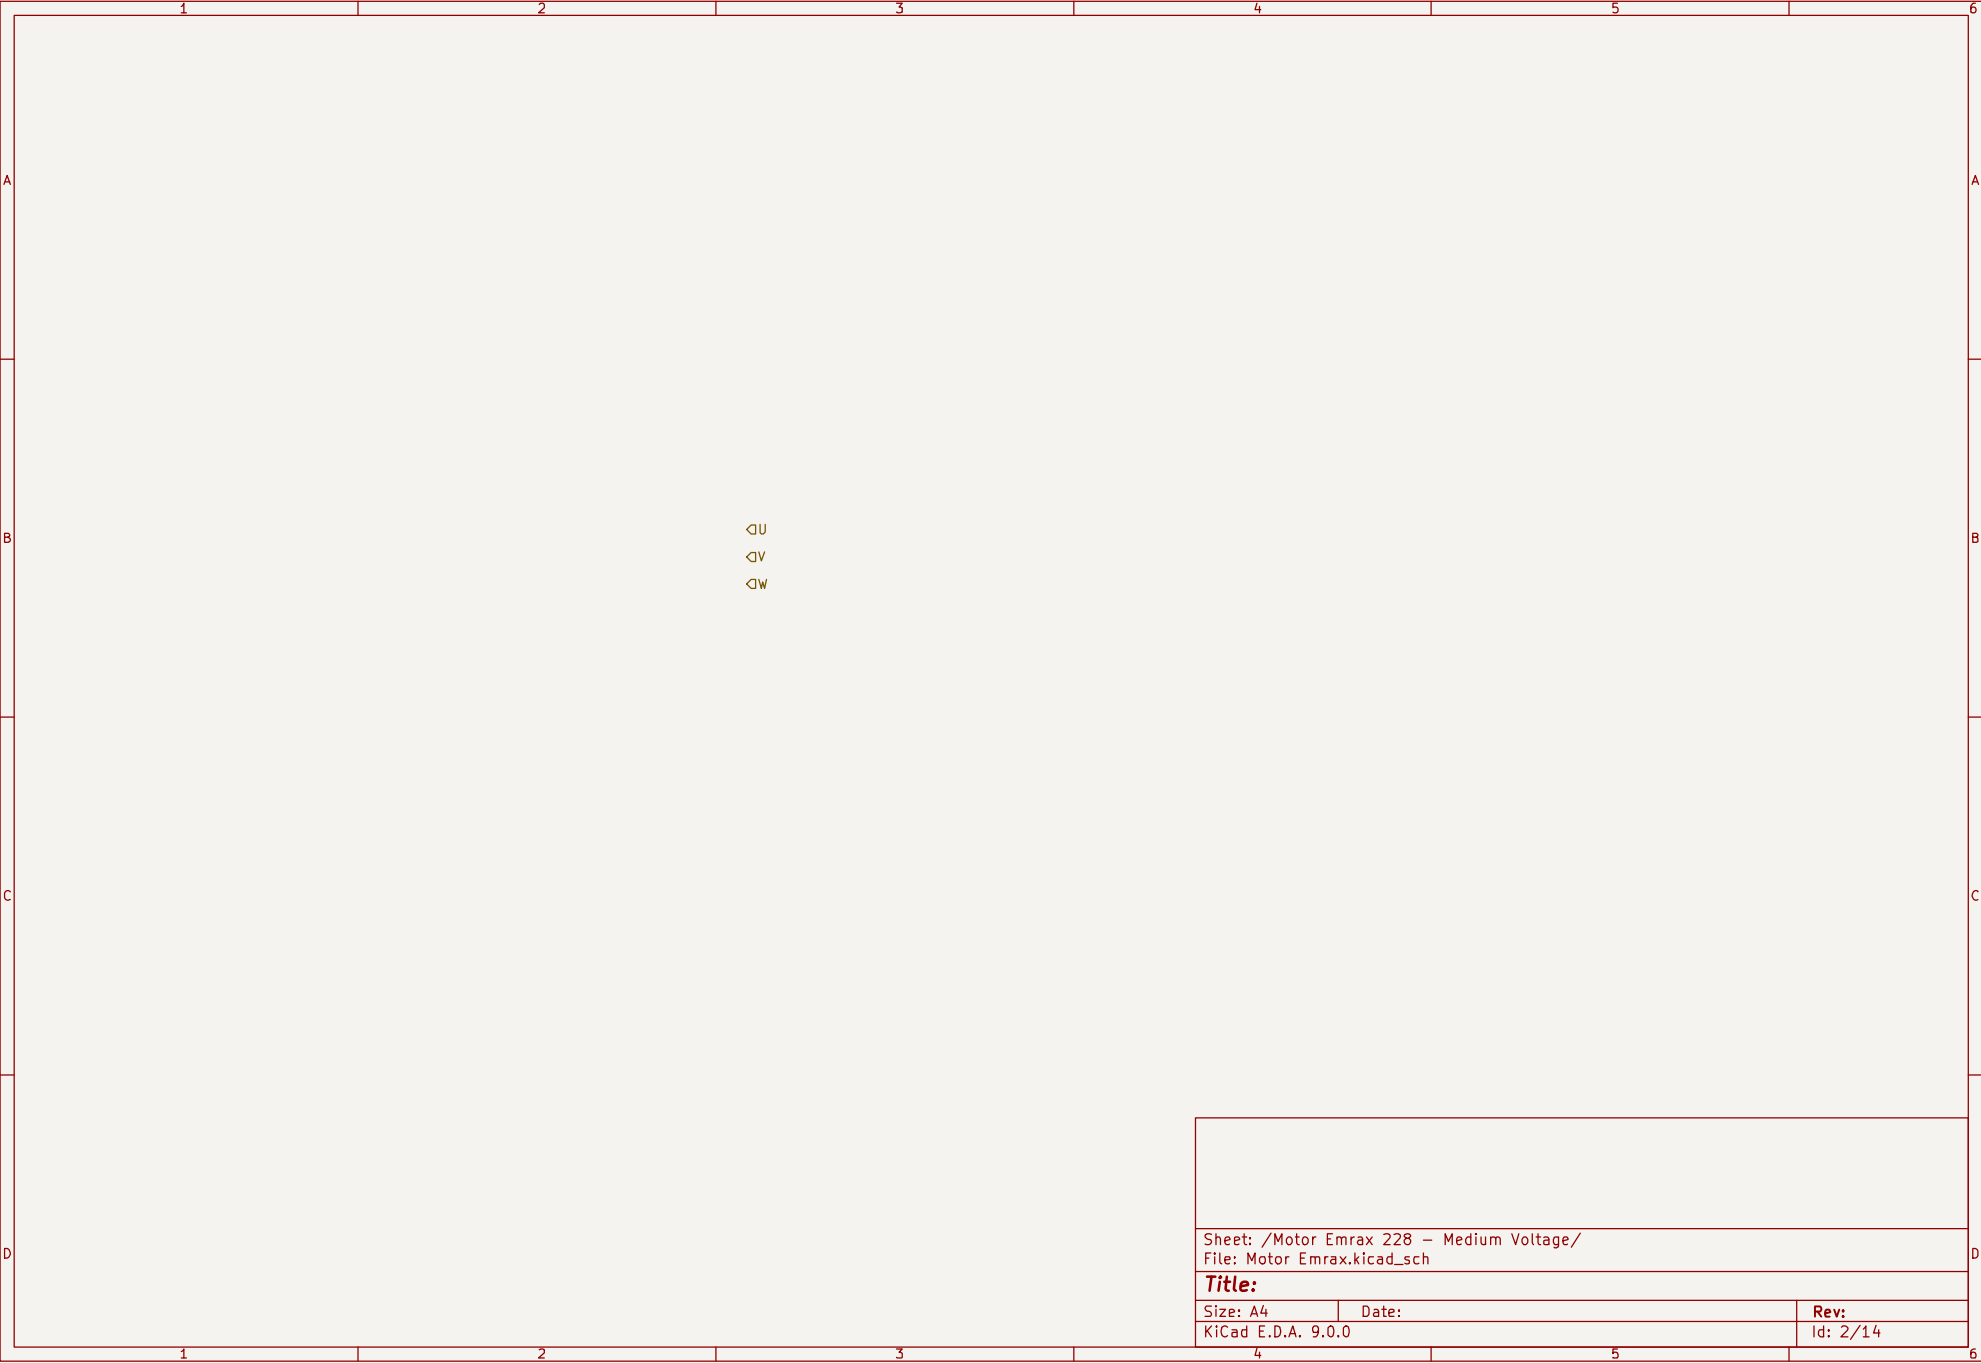 1 2 3 4 5 6
A A
U
B B
V
W
C C
Sheet: /Motor Emrax 228 – Medium Voltage/
D D
File: Motor Emrax.kicad_sch
Title:
Size: A4 Date: Rev:
KiCad E.D.A. 9.0.0 Id: 2/14
1 2 3 4 5 6